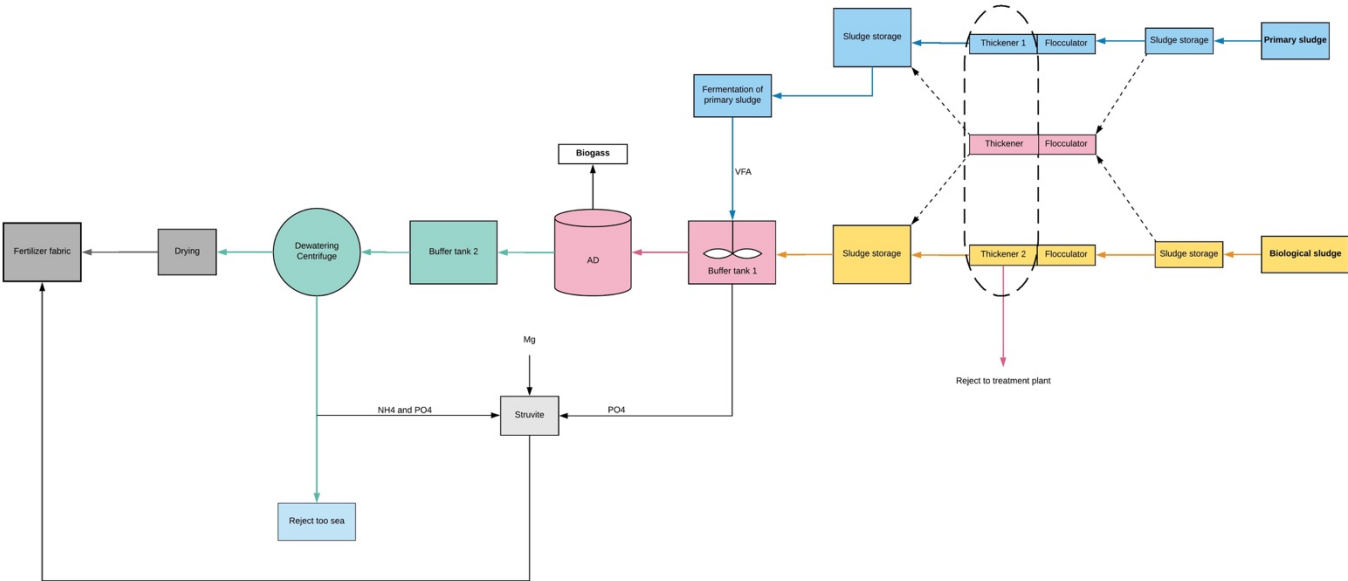 Sludge storage
Thickener 1
Flocculator
Sludge storage
Primary sludge
Fermentation of
primary sludge
Thickener
Flocculator
Biogass
VFA
Fertilizer fabric
Drying
Dewatering
Centrifuge
Buffer tank 2
AD
Buffer tank 1
Sludge storage
Thickener 2
Flocculator
Sludge storage
Biological sludge
Mg
Reject to treatment plant
NH4 and PO4
Struvite
PO4
Reject too sea